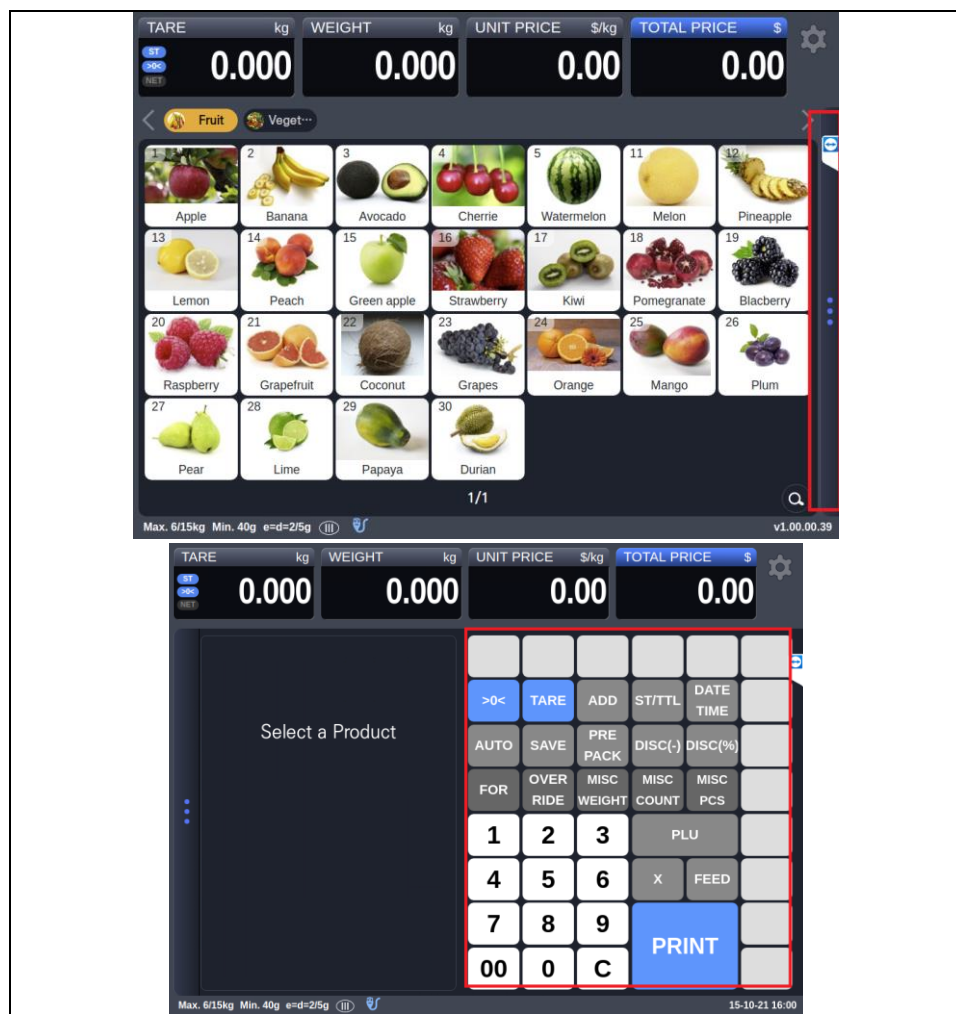 TARE kg WEIGHT kg UNIT PRICE $/kg TOTAL PRICE $
ST
>0<
NET
0.000 0.000 0.00 0.00
Fruit Veget···
1 2 3 4 5 11 12
Apple Banana Avocado Cherrie Watermelon Melon Pineapple
13 14 15 16 17 18 19
Lemon Peach Green apple Strawberry Kiwi Pomegranate Blacberry
20 21 22 23 24 25 26
Raspberry Grapefruit Coconut Grapes Orange Mango Plum
27 28 29 30
Pear Lime Papaya Durian
1/1
Max. 6/15kg Min. 40g e=d=2/5g III v1.00.00.39
TARE kg WEIGHT kg UNIT PRICE $/kg TOTAL PRICE $
ST
>0<
NET
0.000 0.000 0.00 0.00
Select a Product
>0< TARE ADD ST/TTL DATE TIME
AUTO SAVE PRE PACK DISC(-) DISC(%)
FOR OVER RIDE MISC WEIGHT MISC COUNT MISC PCS
1 2 3 PLU
4 5 6 X FEED
7 8 9 PRINT
00 0 C
Max. 6/15kg Min. 40g e=d=2/5g III 15-10-21 16:00